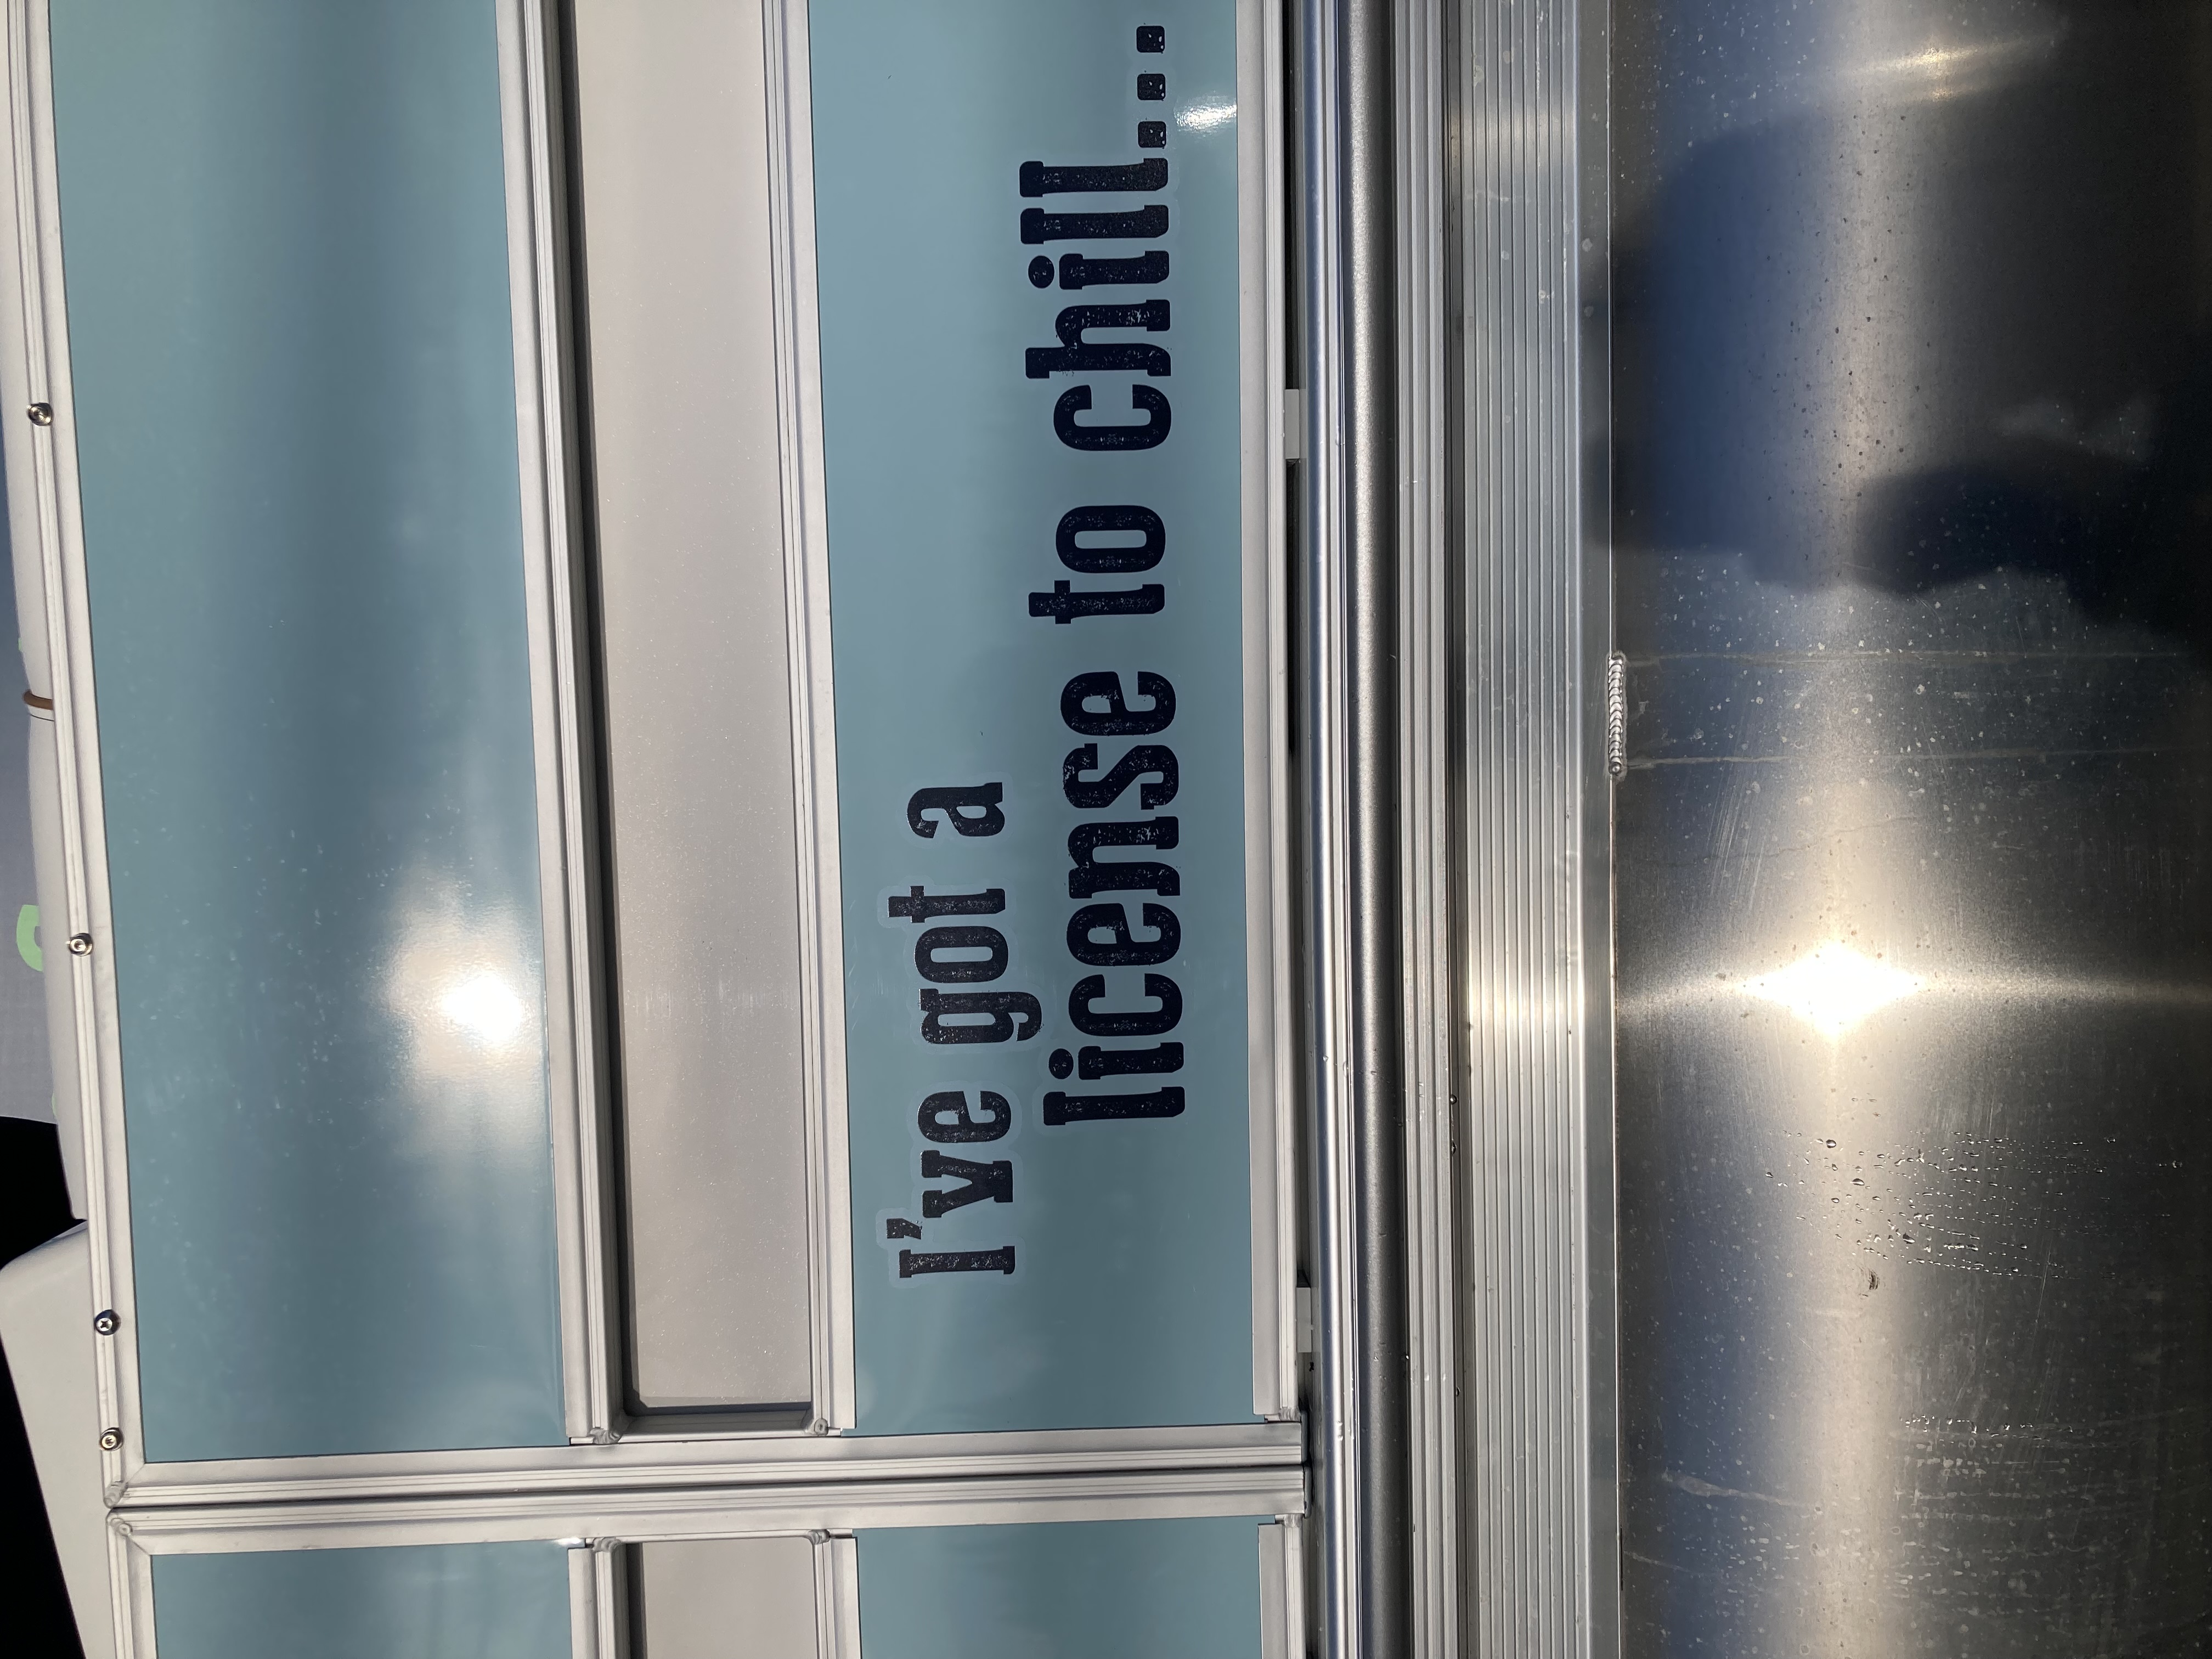 I've got a
license to chill...